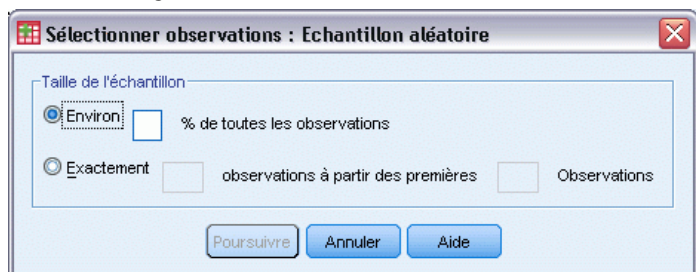 Sélectionner observations : Echantillon aléatoire
Taille de l'échantillon
Environ % de toutes les observations
Exactement observations à partir des premières Observations
Poursuivre Annuler Aide